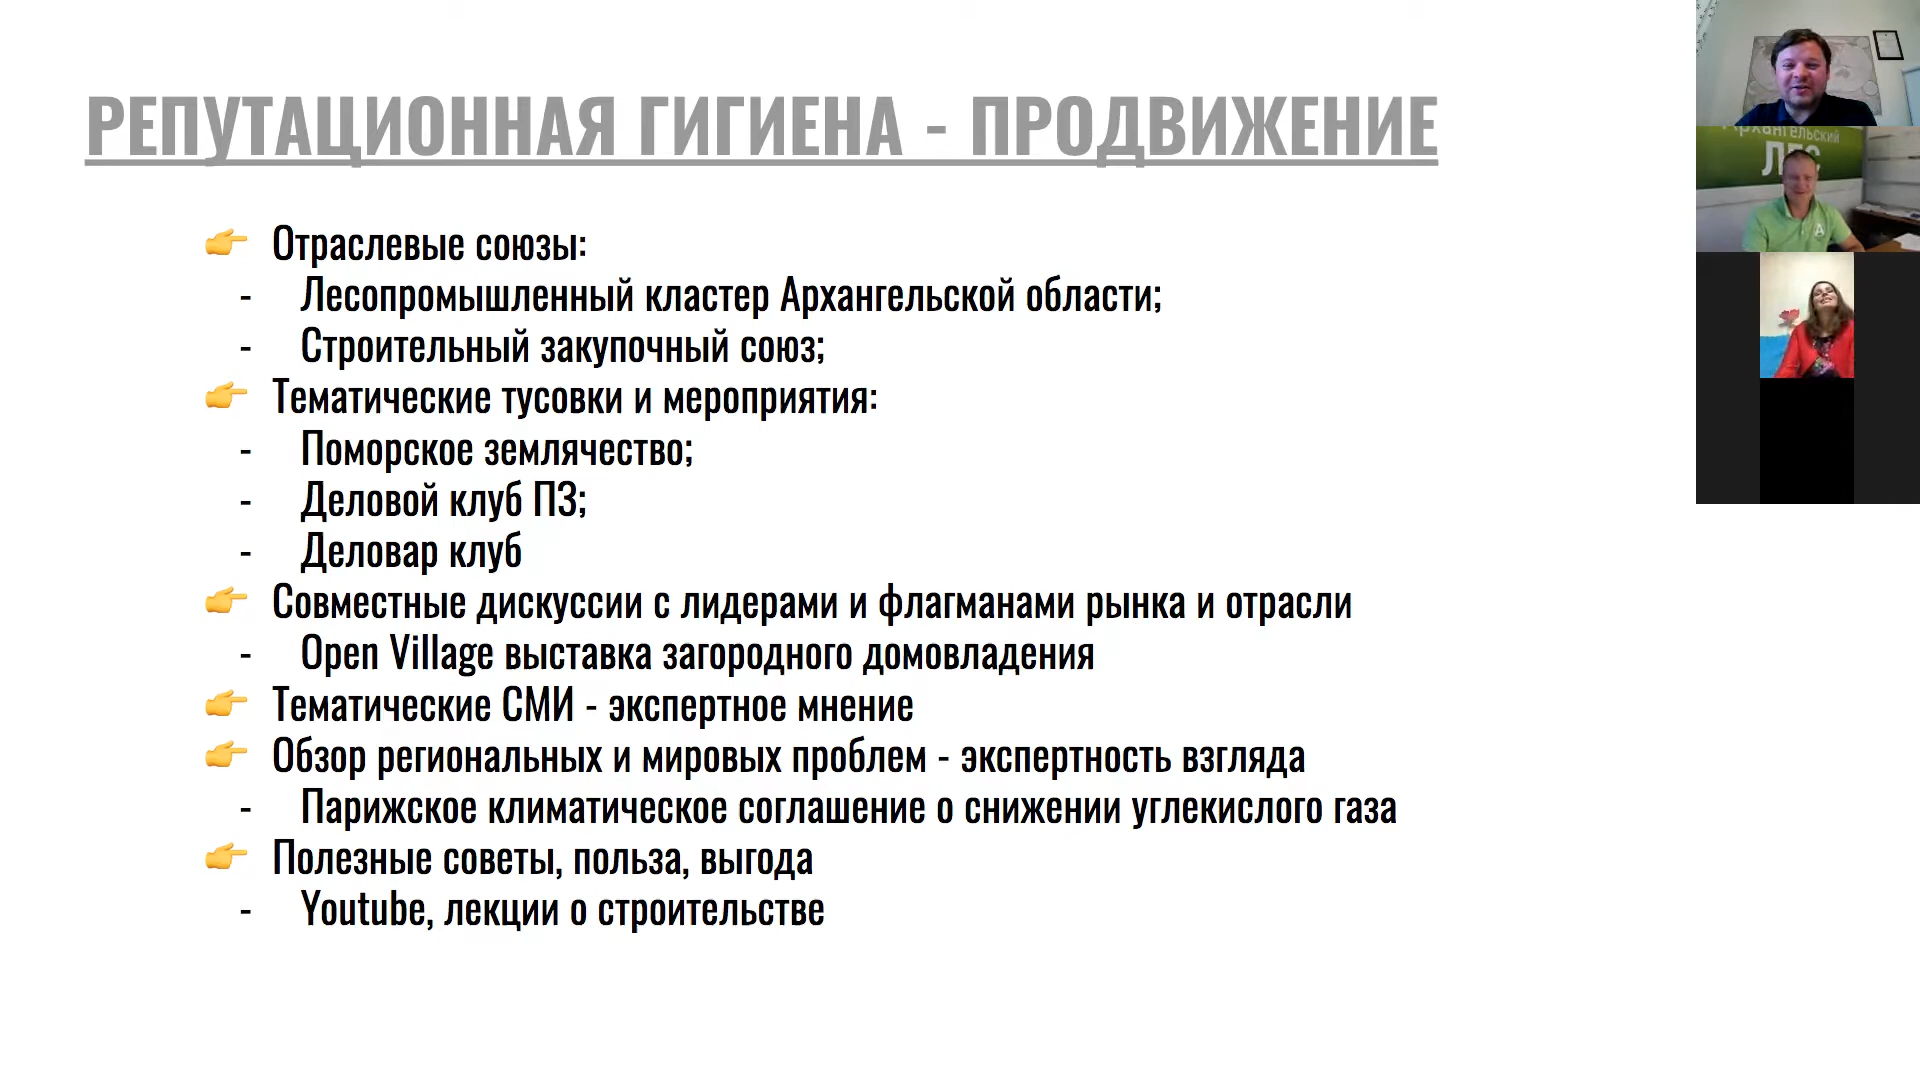 РЕПУТАЦИОННАЯ ГИГИЕНА - ПРОДВИЖЕНИЕ
👉 Отраслевые союзы:
- Лесопромышленный кластер Архангельской области;
- Строительный закупочный союз;
👉 Тематические тусовки и мероприятия:
- Поморское землячество;
- Деловой клуб ПЗ;
- Деловар клуб
👉 Совместные дискуссии с лидерами и флагманами рынка и отрасли
- Open Village выставка загородного домовладения
👉 Тематические СМИ - экспертное мнение
👉 Обзор региональных и мировых проблем - экспертность взгляда
- Парижское климатическое соглашение о снижении углекислого газа
👉 Полезные советы, польза, выгода
- Youtube, лекции о строительстве
Архангельский
ЛЕС